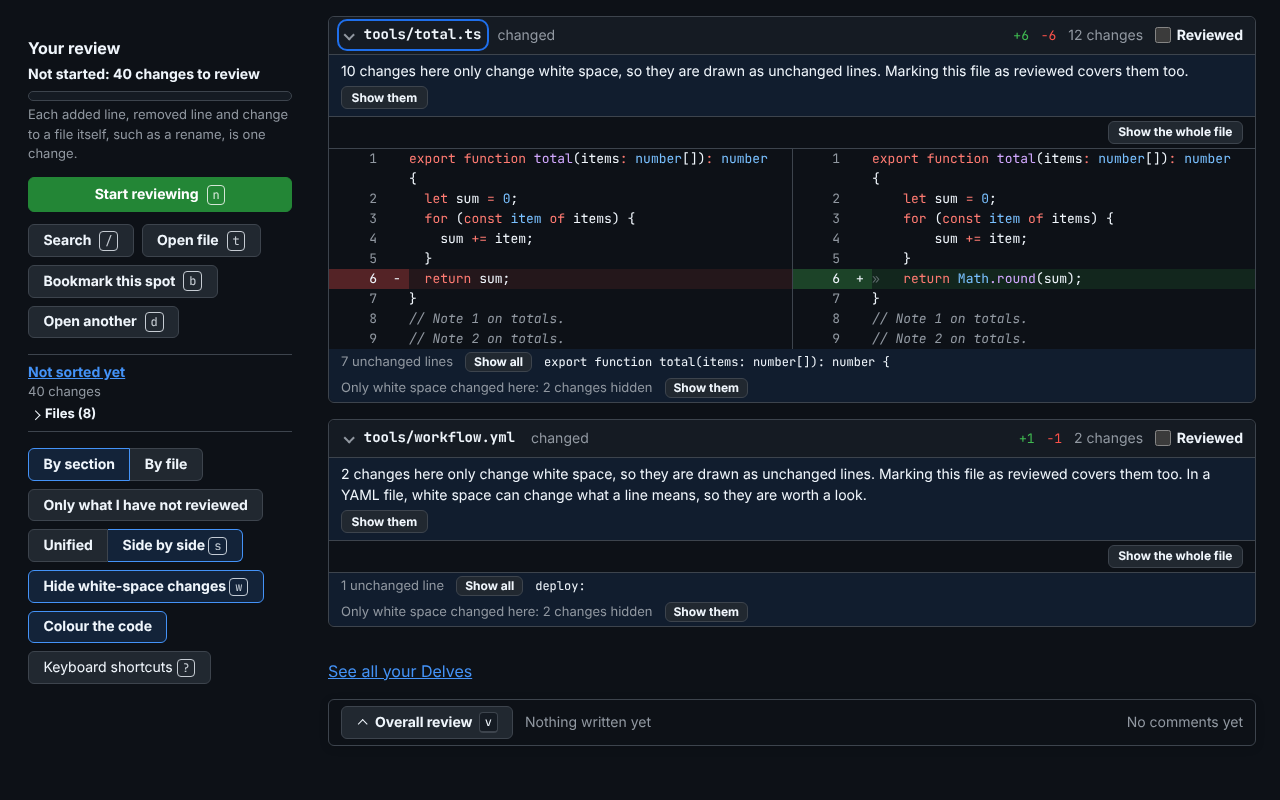 Your review
Not started: 40 changes to review
Each added line, removed line and change
to a file itself, such as a rename, is one
change.
Start reviewing n
Search / Open file t
Bookmark this spot b
Open another d
Not sorted yet
40 changes
Files (8)
By section By file
Only what I have not reviewed
Unified Side by side s
Hide white-space changes w
Colour the code
Keyboard shortcuts ?
tools/total.ts changed +6 -6 12 changes Reviewed
10 changes here only change white space, so they are drawn as unchanged lines. Marking this file as reviewed covers them too.
Show them
Show the whole file
1 export function total(items: number[]): number
{
2 let sum = 0;
3 for (const item of items) {
4 sum += item;
5 }
6 - return sum;
7 }
8 // Note 1 on totals.
9 // Note 2 on totals.
1 export function total(items: number[]): number
{
2 let sum = 0;
3 for (const item of items) {
4 sum += item;
5 }
6 + » return Math.round(sum);
7 }
8 // Note 1 on totals.
9 // Note 2 on totals.
7 unchanged lines Show all export function total(items: number[]): number {
Only white space changed here: 2 changes hidden Show them
tools/workflow.yml changed +1 -1 2 changes Reviewed
2 changes here only change white space, so they are drawn as unchanged lines. Marking this file as reviewed covers them too. In a
YAML file, white space can change what a line means, so they are worth a look.
Show them
Show the whole file
1 unchanged line Show all deploy:
Only white space changed here: 2 changes hidden Show them
See all your Delves
Overall review v Nothing written yet No comments yet